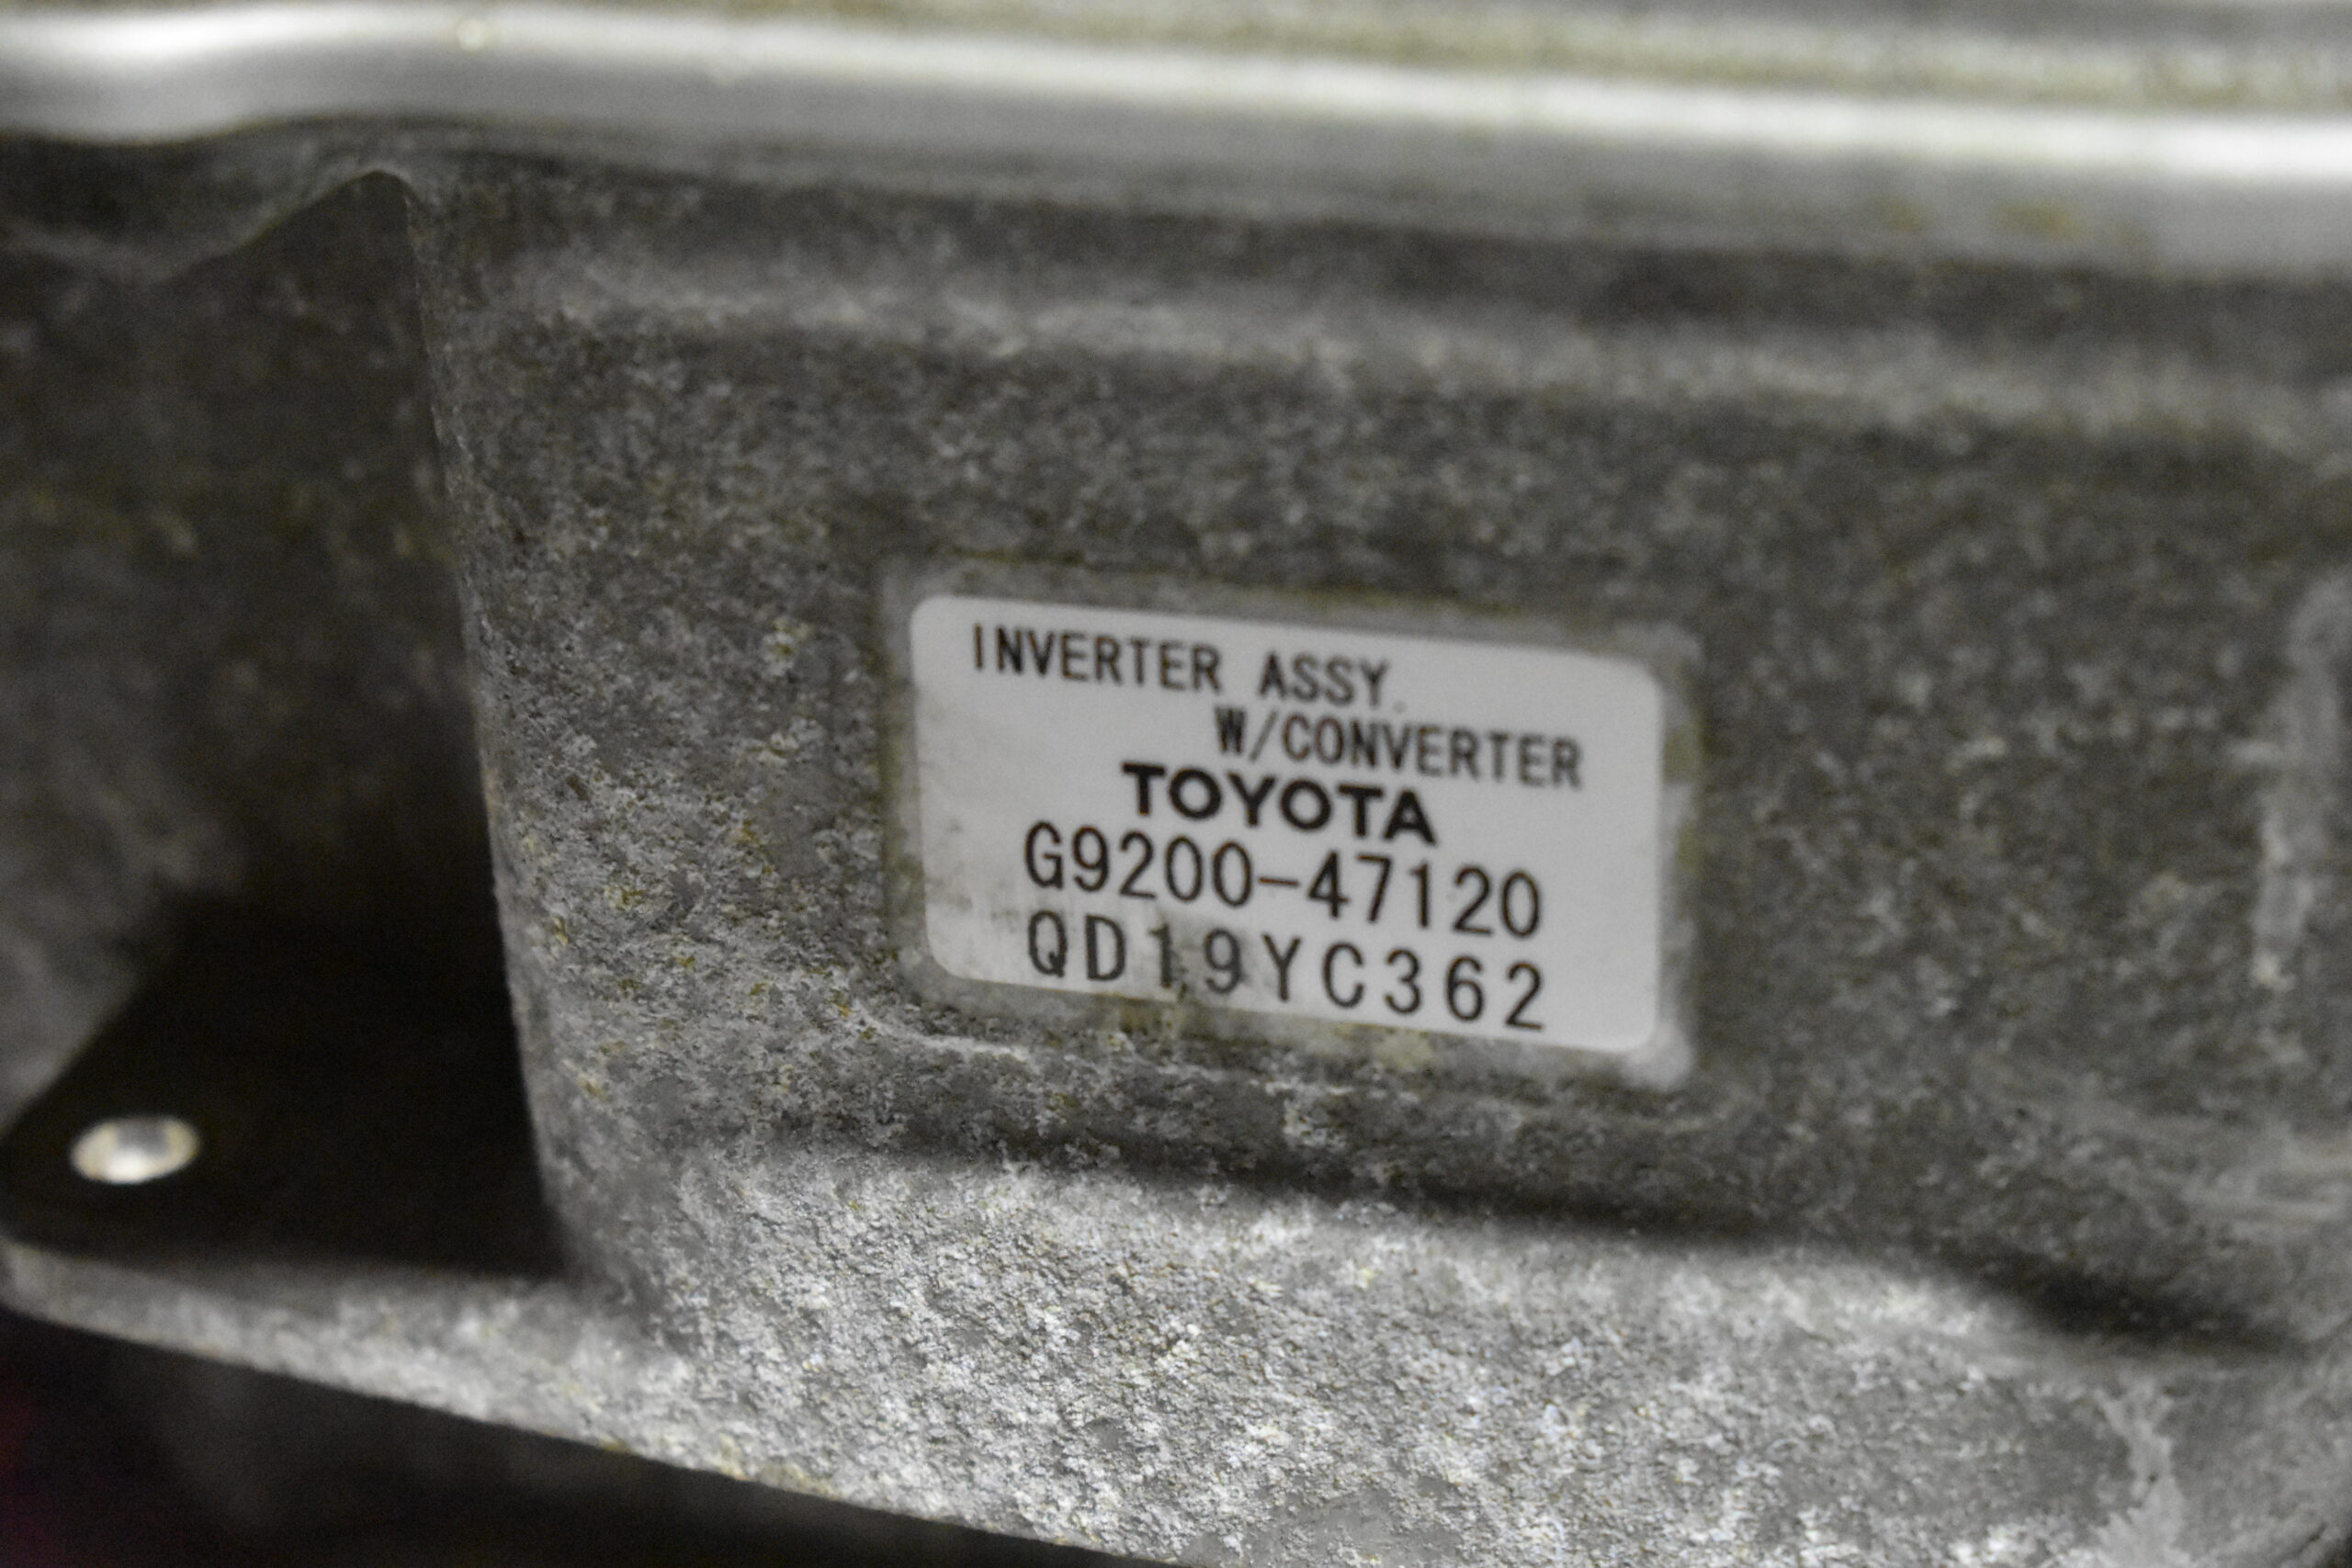 INVERTER ASSY.
W/CONVERTER
TOYOTA
G9200-47120
QD19YC362